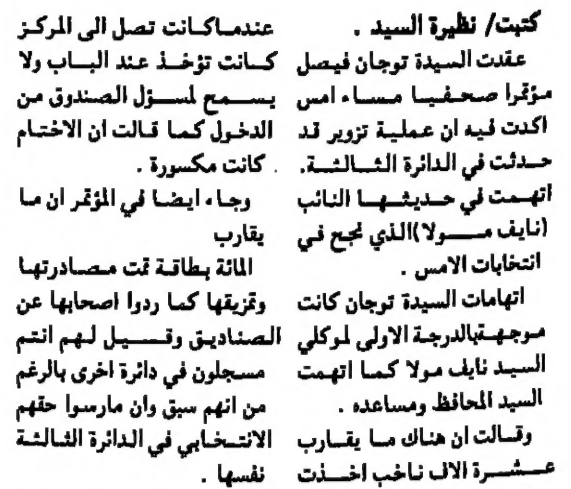 كتبت/ نظيرة السيد .
عقدت السيدة توجان فيصل
مؤتمرا صحفيا مساء امس
اكدت فيه ان عملية تزوير قد
حدثت في الدائرة الثالثة.
اتهمت في حديثها النائب
(نايف مولا)الذي نجح في
انتخابات الامس .
اتهامات السيدة توجان كانت
موجهةبالدرجة الاولى لموكلي
السيد نايف مولا كما اتهمت
السيد المحافظ ومساعده .
وقالت ان هناك ما يقارب
عشرة الاف ناخب اخذت
عندماكانت تصل الى المركز
كانت تؤخذ عند الباب ولا
يسمح لمسؤل الصندوق من
الدخول كما قالت ان الاختام
كانت مكسورة .
وجاء ايضا في المؤتمر ان ما
يقارب
المائة بطاقة تمت مصادرتها
وتمزيقها كما ردوا اصحابها عن
الصناديق وقسيل لهم انتم
مسجلون في دائرة اخرى بالرغم
من انهم سبق وان مارسوا حقهم
الانتخابي في الدائرة الثالثة
نفسها .